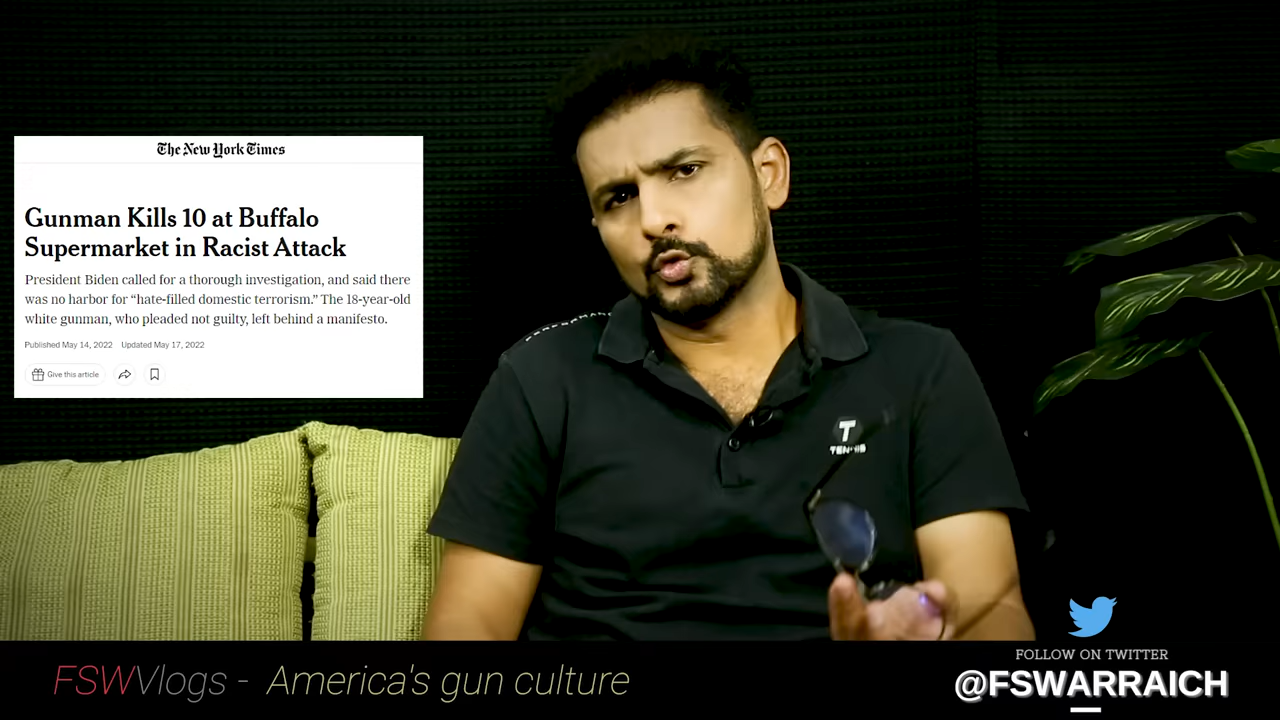 The New York Times
Gunman Kills 10 at Buffalo
Supermarket in Racist Attack
President Biden called for a thorough investigation, and said there
was no harbor for “hate-filled domestic terrorism.” The 18-year-old
white gunman, who pleaded not guilty, left behind a manifesto.
Published May 14, 2022 Updated May 17, 2022
Give this article
T
TENNIS
FSWVlogs - America's gun culture
FOLLOW ON TWITTER
@FSWARRAICH